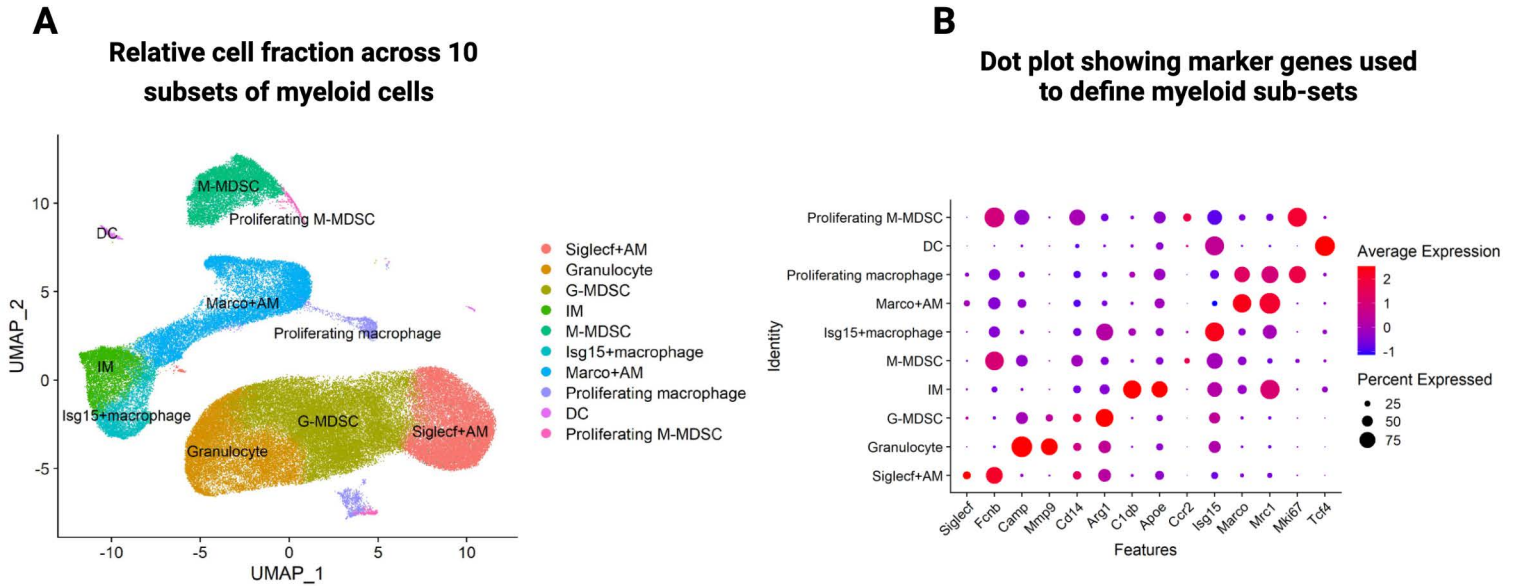 A
Relative cell fraction across 10
subsets of myeloid cells
UMAP_2
10
5
0
-5
-10
-5
0
5
10
UMAP_1
M-MDSC
Proliferating M-MDSC
DC
Marco+AM
Proliferating macrophage
IM
Isg15+macrophage
G-MDSC
Granulocyte
Siglecf+AM
Siglecf+AM
Granulocyte
G-MDSC
IM
M-MDSC
Isg15+macrophage
Marco+AM
Proliferating macrophage
DC
Proliferating M-MDSC
B
Dot plot showing marker genes used
to define myeloid sub-sets
Identity
Proliferating M-MDSC
DC
Proliferating macrophage
Marco+AM
Isg15+macrophage
M-MDSC
IM
G-MDSC
Granulocyte
Siglecf+AM
Siglecf
Fcnb
Camp
Mmp9
Cd14
Arg1
C1qb
Apoe
Ccr2
Isg15
Marco
Mrc1
Mki67
Tcf4
Features
Average Expression
2
1
0
-1
Percent Expressed
25
50
75